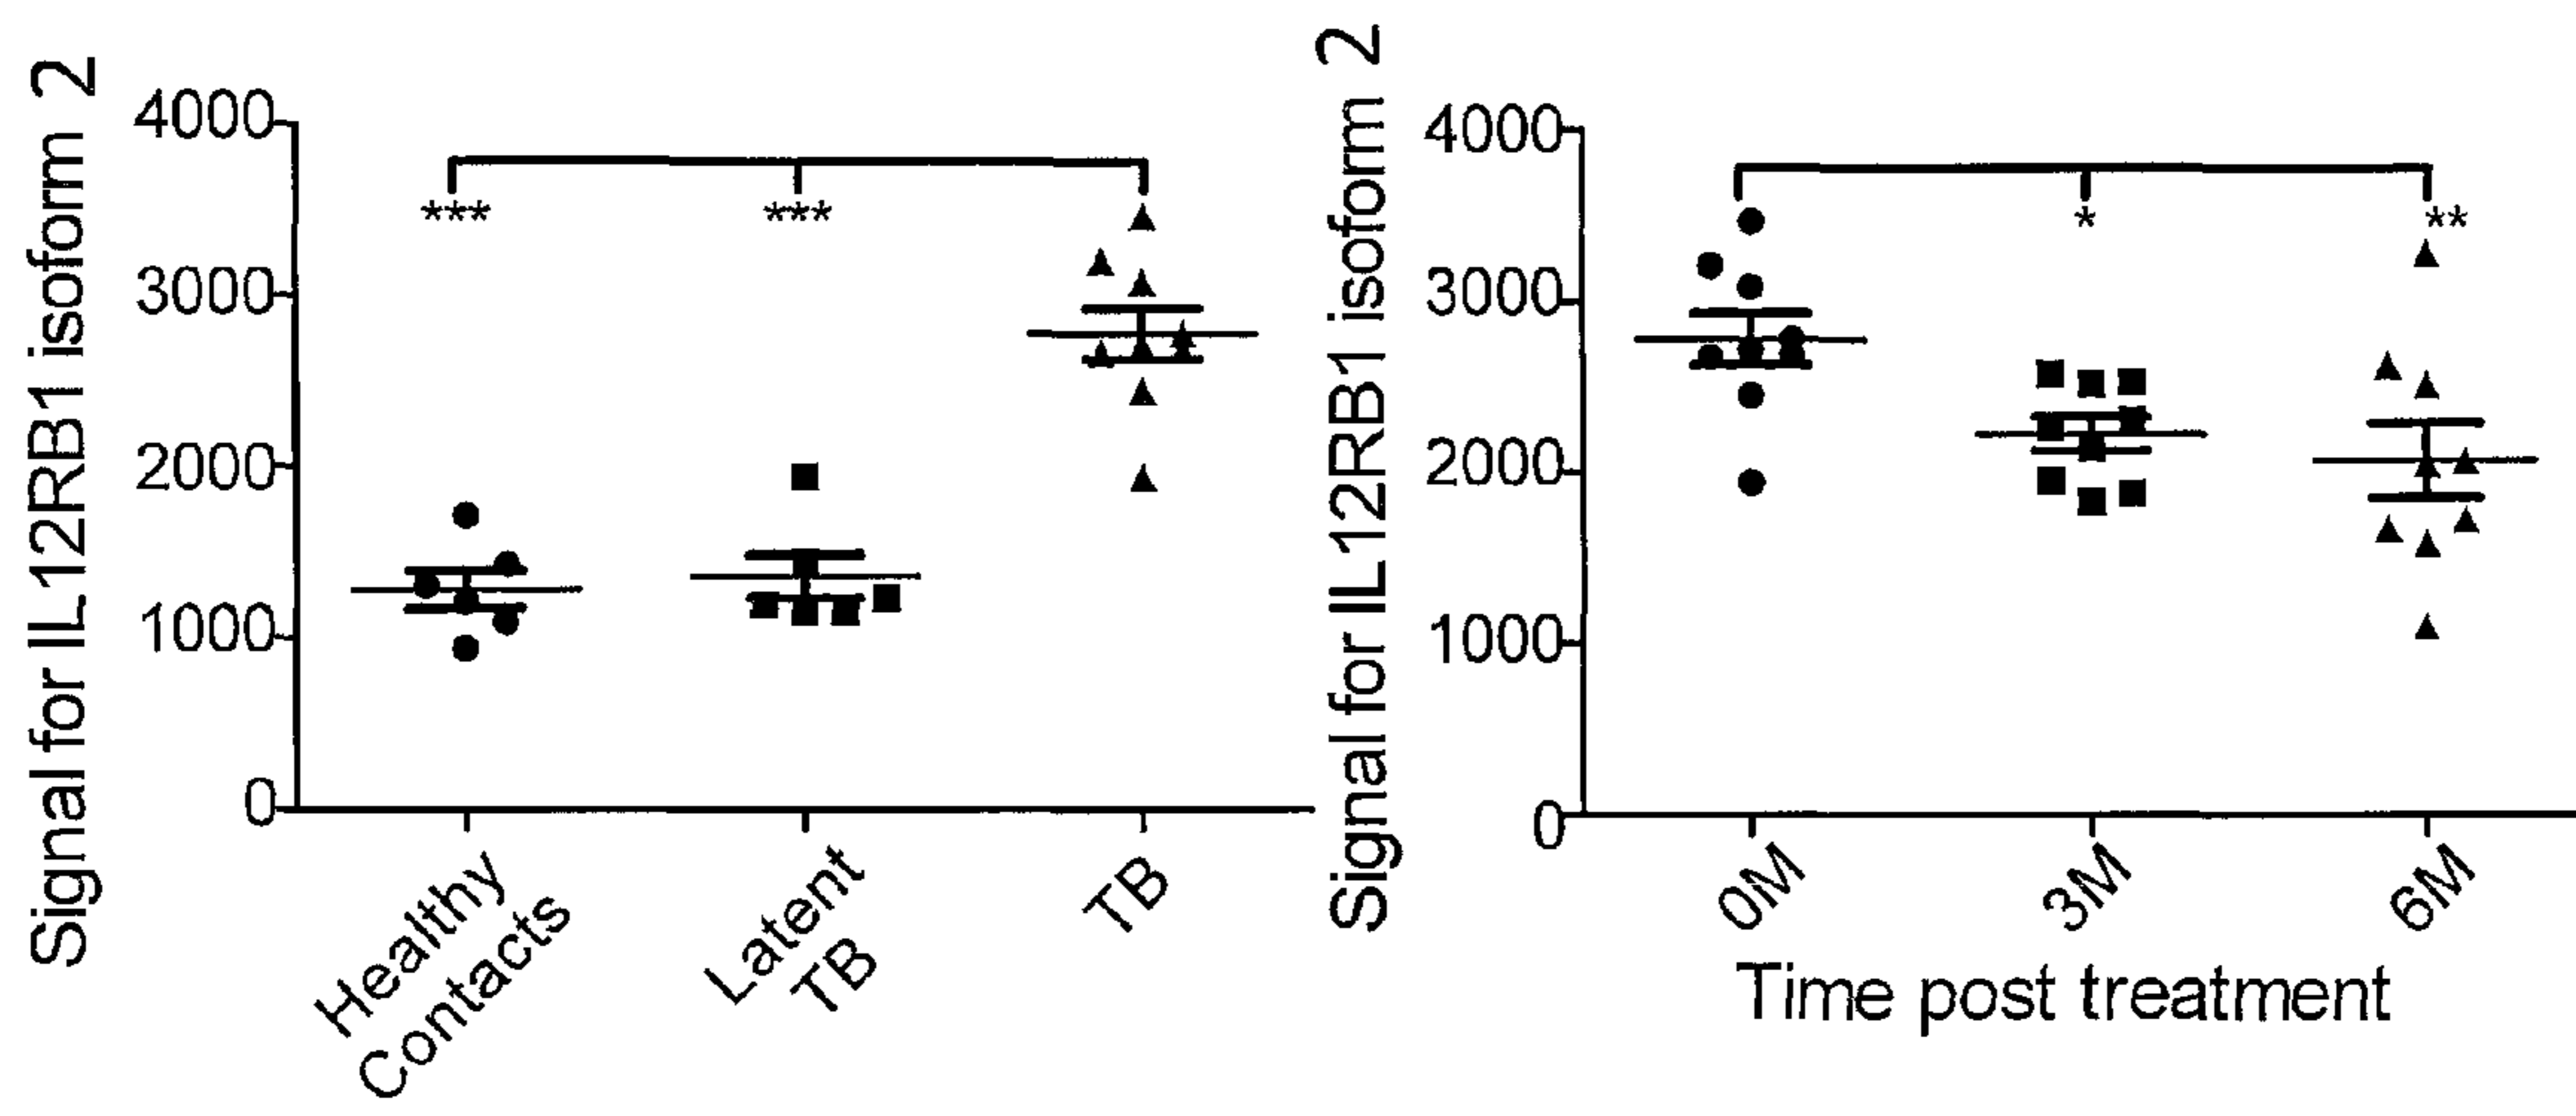 Signal for IL12RB1 isoform 2
4000
3000
2000
1000
0
***
***
Healthy
Contacts
Latent
TB
TB
Signal for IL12RB1 isoform 2
4000
3000
2000
1000
0
*
**
0M
3M
6M
Time post treatment